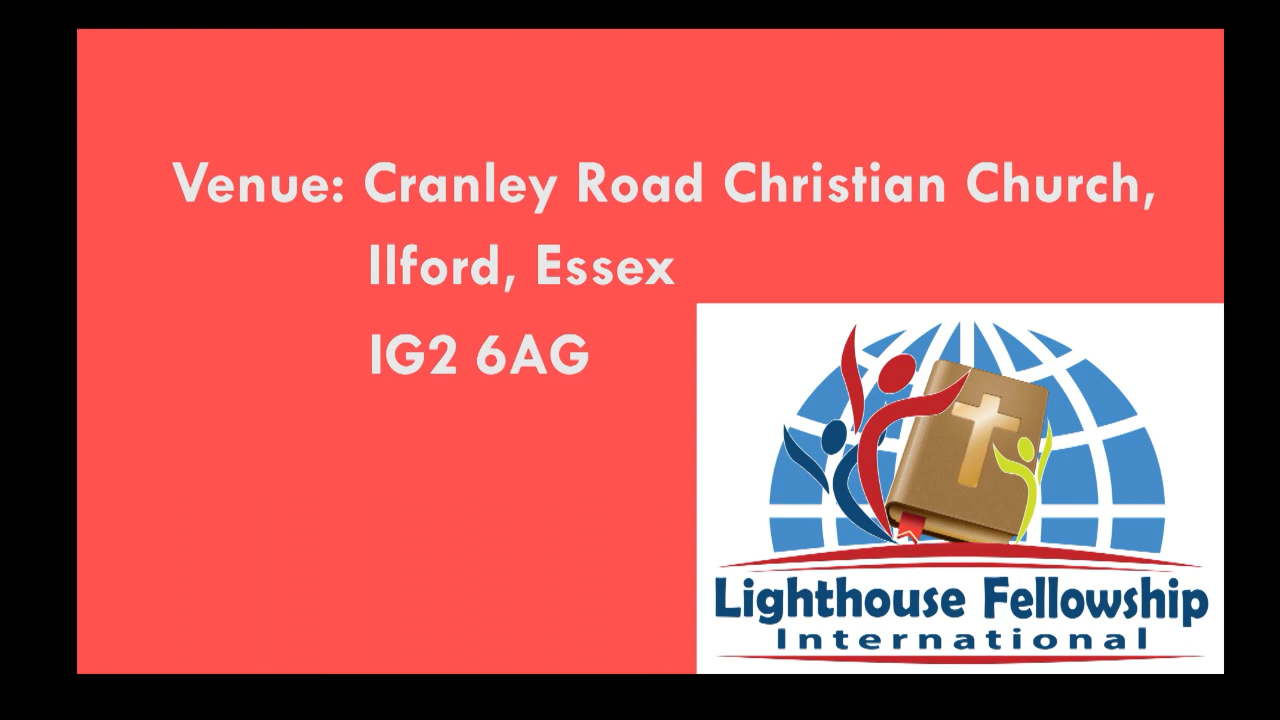 Venue: Cranley Road Christian Church,
Ilford, Essex
IG2 6AG
Lighthouse Fellowship
International